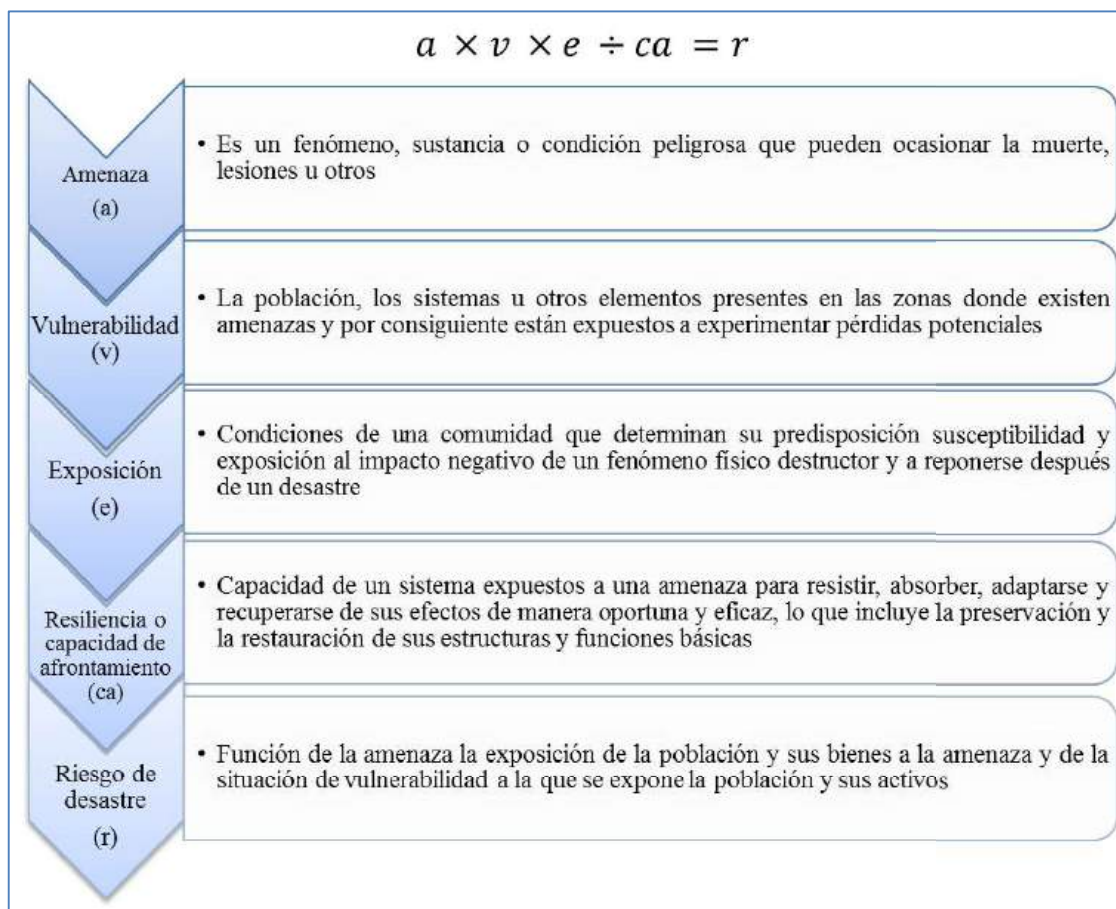 a × v × e ÷ ca = r
Amenaza
(a)
• Es un fenómeno, sustancia o condición peligrosa que pueden ocasionar la muerte,
lesiones u otros
Vulnerabilidad
(v)
• La población, los sistemas u otros elementos presentes en las zonas donde existen
amenazas y por consiguiente están expuestos a experimentar pérdidas potenciales
Exposición
(e)
• Condiciones de una comunidad que determinan su predisposición susceptibilidad y
exposición al impacto negativo de un fenómeno físico destructor y a reponerse después
de un desastre
Resiliencia o
capacidad de
afrontamiento
(ca)
• Capacidad de un sistema expuestos a una amenaza para resistir, absorber, adaptarse y
recuperarse de sus efectos de manera oportuna y eficaz, lo que incluye la preservación y
la restauración de sus estructuras y funciones básicas
Riesgo de
desastre
(r)
• Función de la amenaza la exposición de la población y sus bienes a la amenaza y de la
situación de vulnerabilidad a la que se expone la población y sus activos